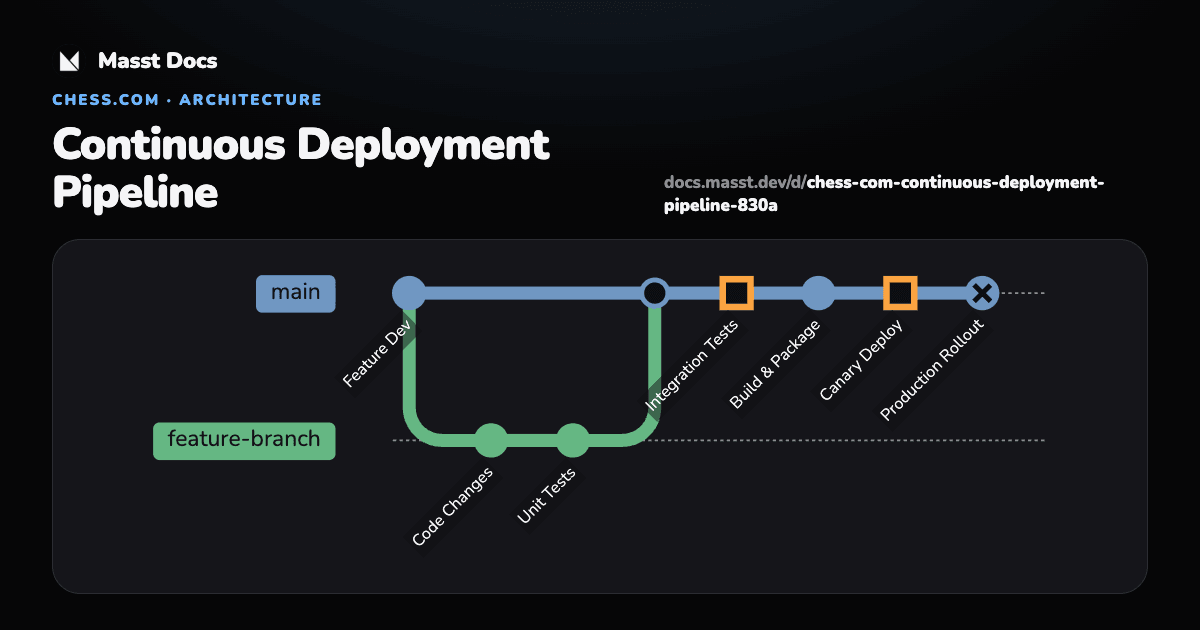 Masst Docs
CHESS.COM · ARCHITECTURE
Continuous Deployment
Pipeline
docs.masst.dev/d/chess-com-continuous-deployment-
pipeline-830a
main
Feature Dev
Integration Tests
Build & Package
Canary Deploy
Production Rollout
feature-branch
Code Changes
Unit Tests